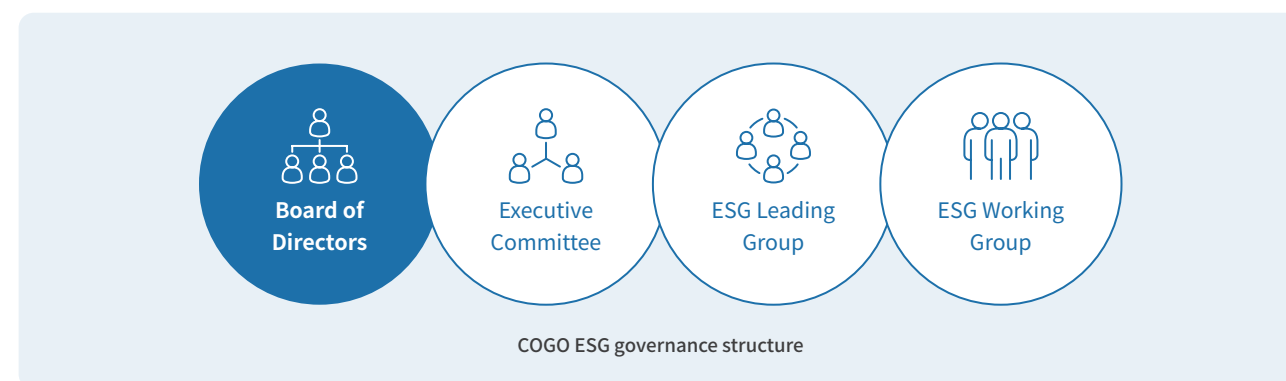 Board of
Directors
Executive
Committee
ESG Leading
Group
ESG Working
Group
COGO ESG governance structure